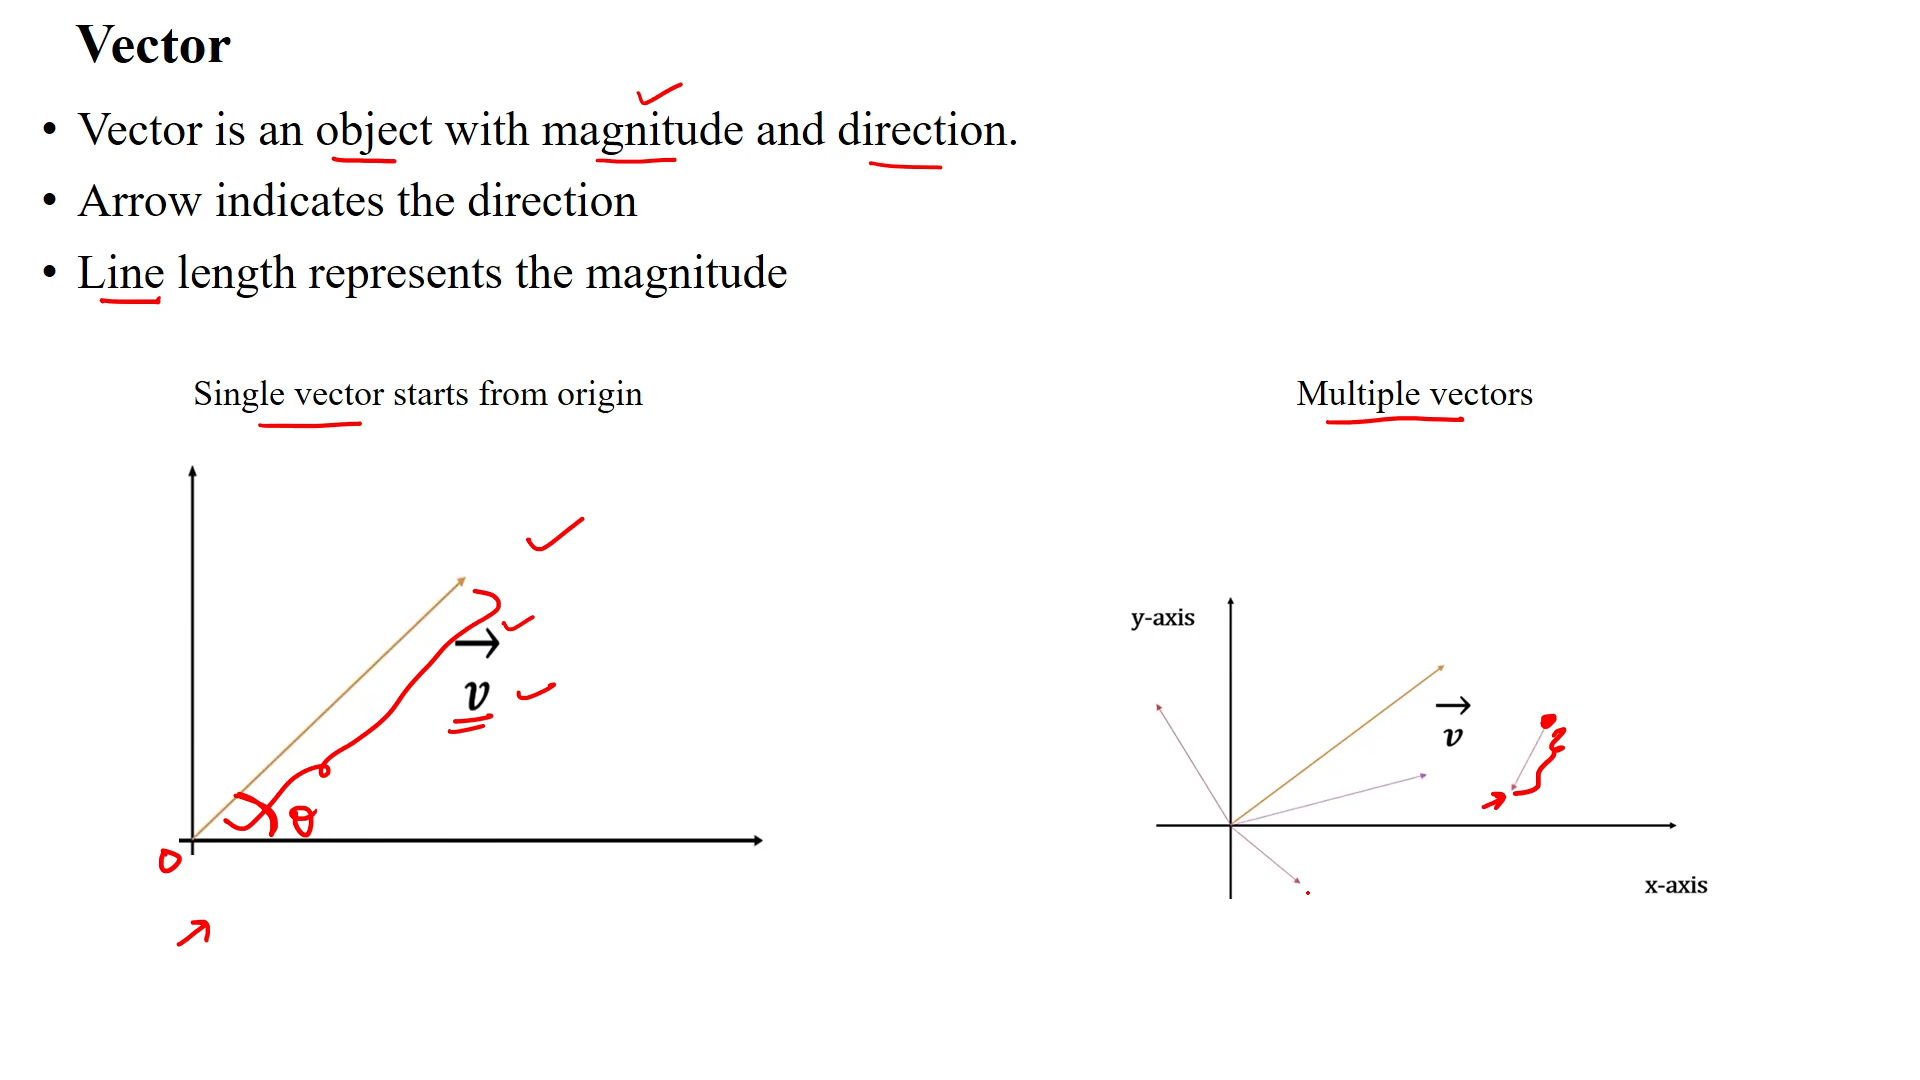 Vector
• Vector is an object with magnitude and direction.
• Arrow indicates the direction
• Line length represents the magnitude
Single vector starts from origin
v
θ
O
Multiple vectors
y-axis
v
x-axis